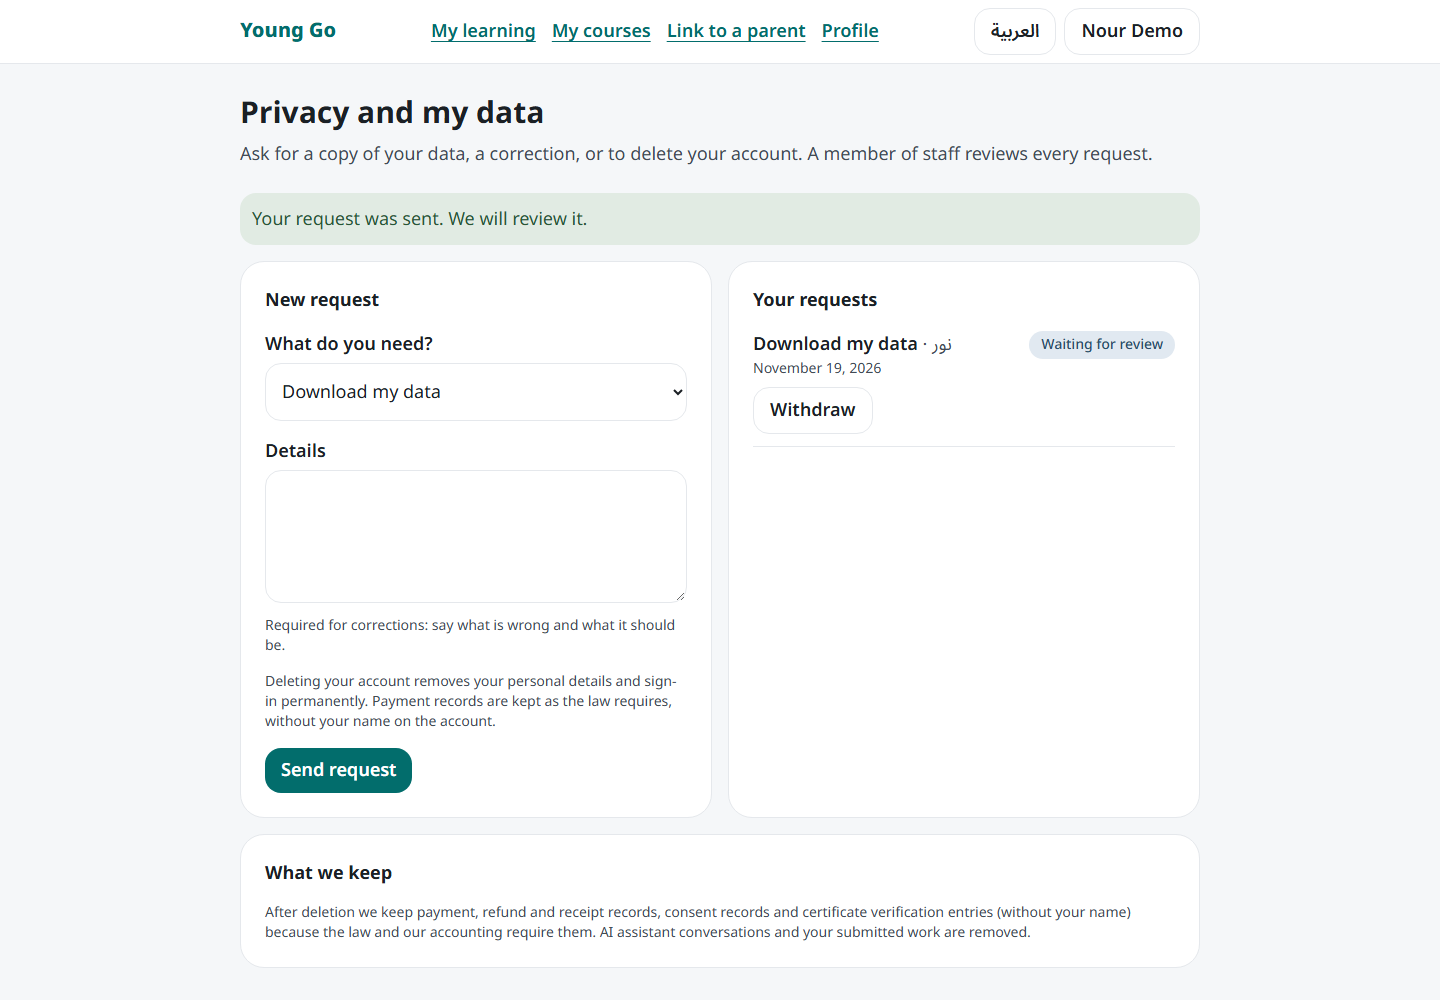 Young Go
My learning My courses Link to a parent Profile
العربية
Nour Demo
Privacy and my data
Ask for a copy of your data, a correction, or to delete your account. A member of staff reviews every request.
Your request was sent. We will review it.
New request
What do you need?
Download my data
Details
Required for corrections: say what is wrong and what it should
be.
Deleting your account removes your personal details and sign-
in permanently. Payment records are kept as the law requires,
without your name on the account.
Send request
Your requests
Download my data · نور
Waiting for review
November 19, 2026
Withdraw
What we keep
After deletion we keep payment, refund and receipt records, consent records and certificate verification entries (without your name)
because the law and our accounting require them. AI assistant conversations and your submitted work are removed.